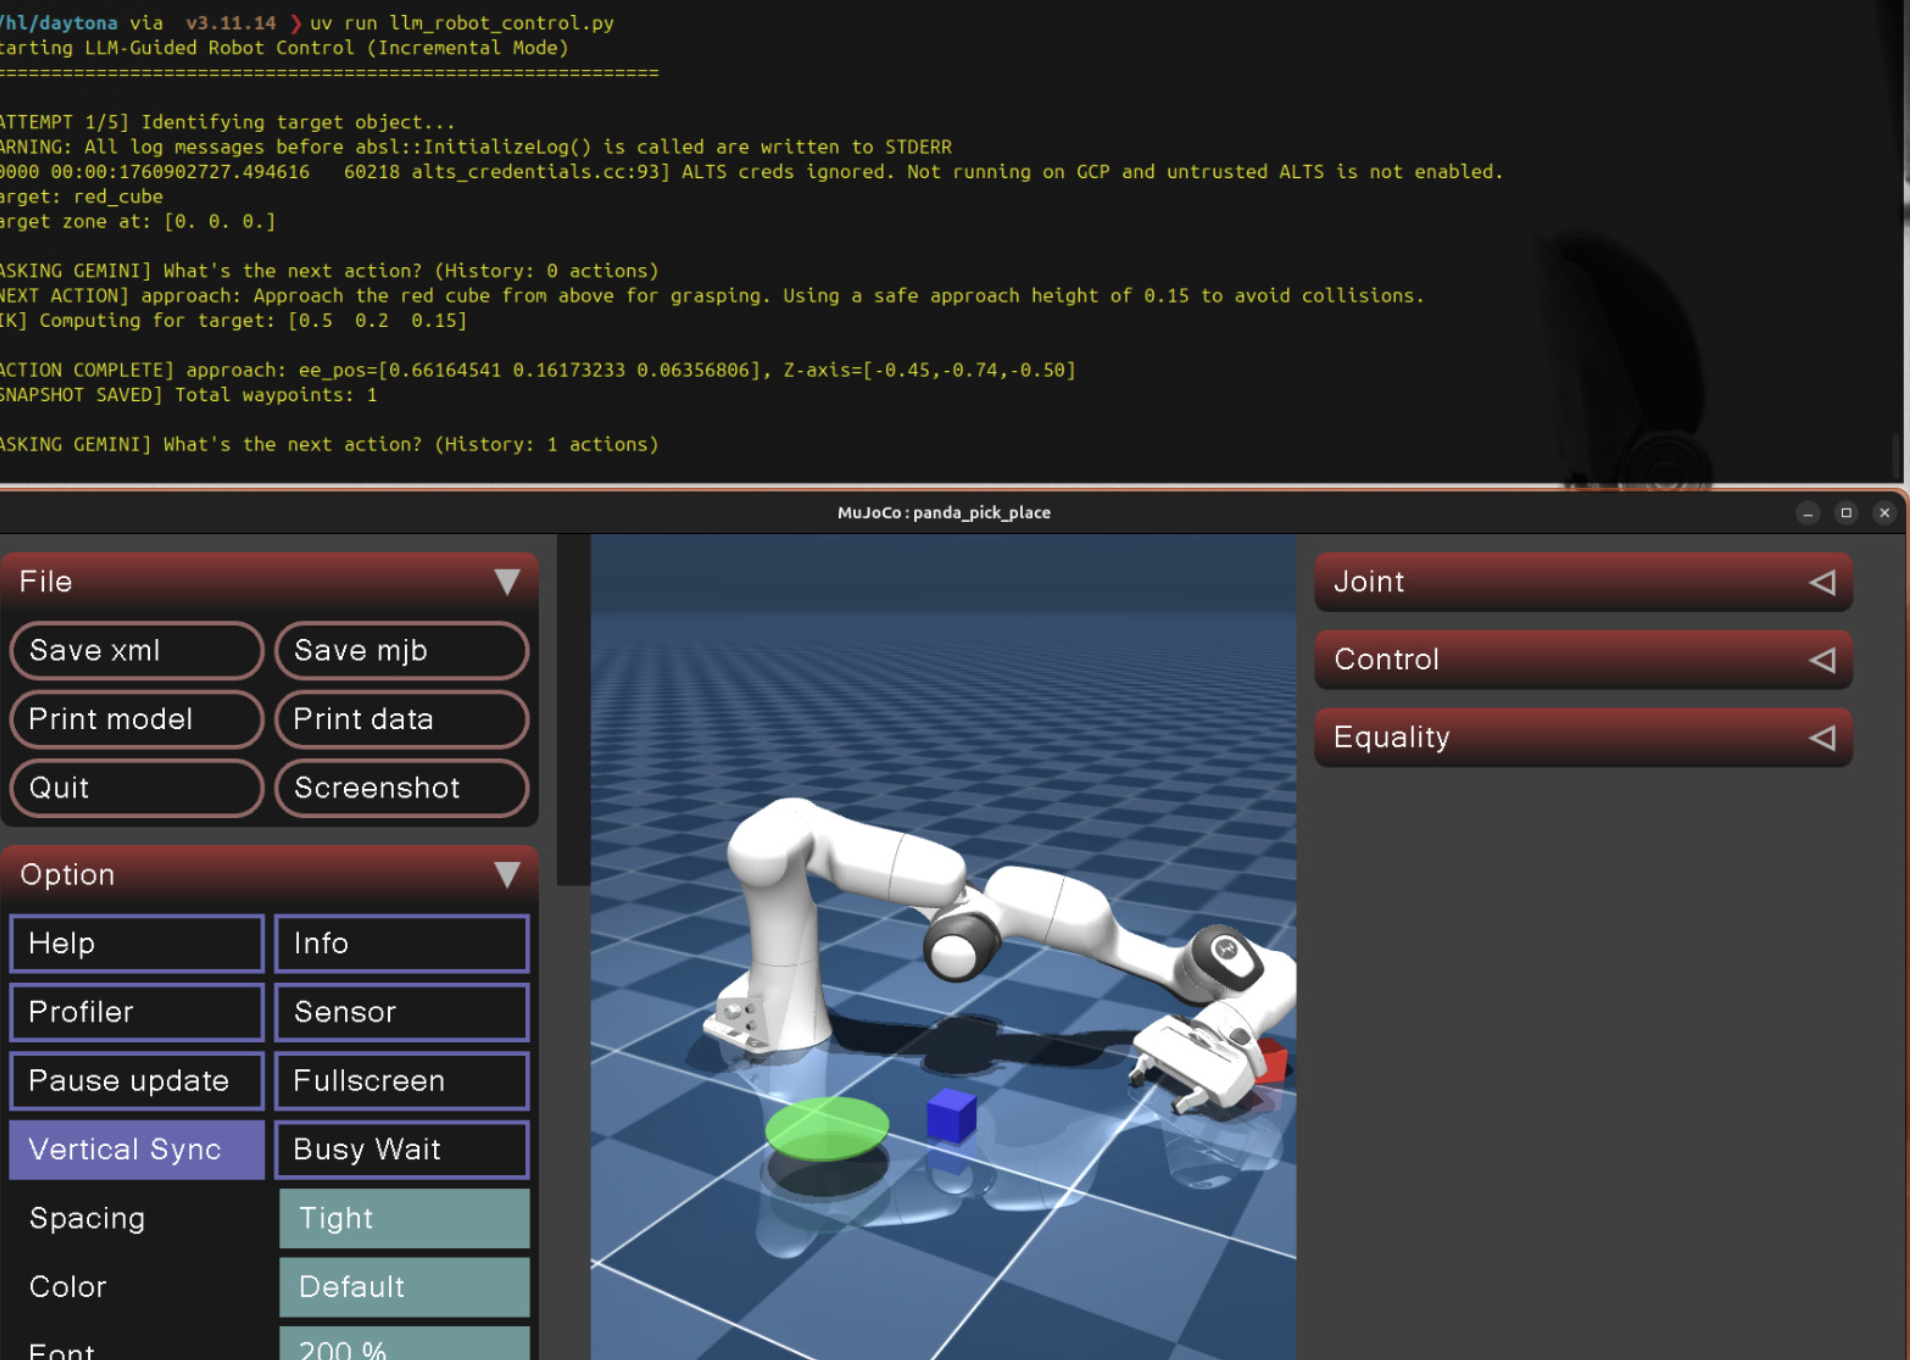 /hl/daytona via v3.11.14 ❯ uv run llm_robot_control.py
tarting LLM-Guided Robot Control (Incremental Mode)
============================================================
ATTEMPT 1/5] Identifying target object...
ARNING: All log messages before absl::InitializeLog() is called are written to STDERR
0000 00:00:1760902727.494616   60218 alts_credentials.cc:93] ALTS creds ignored. Not running on GCP and untrusted ALTS is not enabled.
arget: red_cube
arget zone at: [0. 0. 0.]
ASKING GEMINI] What's the next action? (History: 0 actions)
NEXT ACTION] approach: Approach the red cube from above for grasping. Using a safe approach height of 0.15 to avoid collisions.
IK] Computing for target: [0.5  0.2  0.15]
ACTION COMPLETE] approach: ee_pos=[0.66164541 0.16173233 0.06356806], Z-axis=[-0.45,-0.74,-0.50]
SNAPSHOT SAVED] Total waypoints: 1
ASKING GEMINI] What's the next action? (History: 1 actions)
MuJoCo : panda_pick_place
File
Save xml
Save mjb
Print model
Print data
Quit
Screenshot
Option
Help
Info
Profiler
Sensor
Pause update
Fullscreen
Vertical Sync
Busy Wait
Spacing
Tight
Color
Default
Font
200 %
Joint
Control
Equality